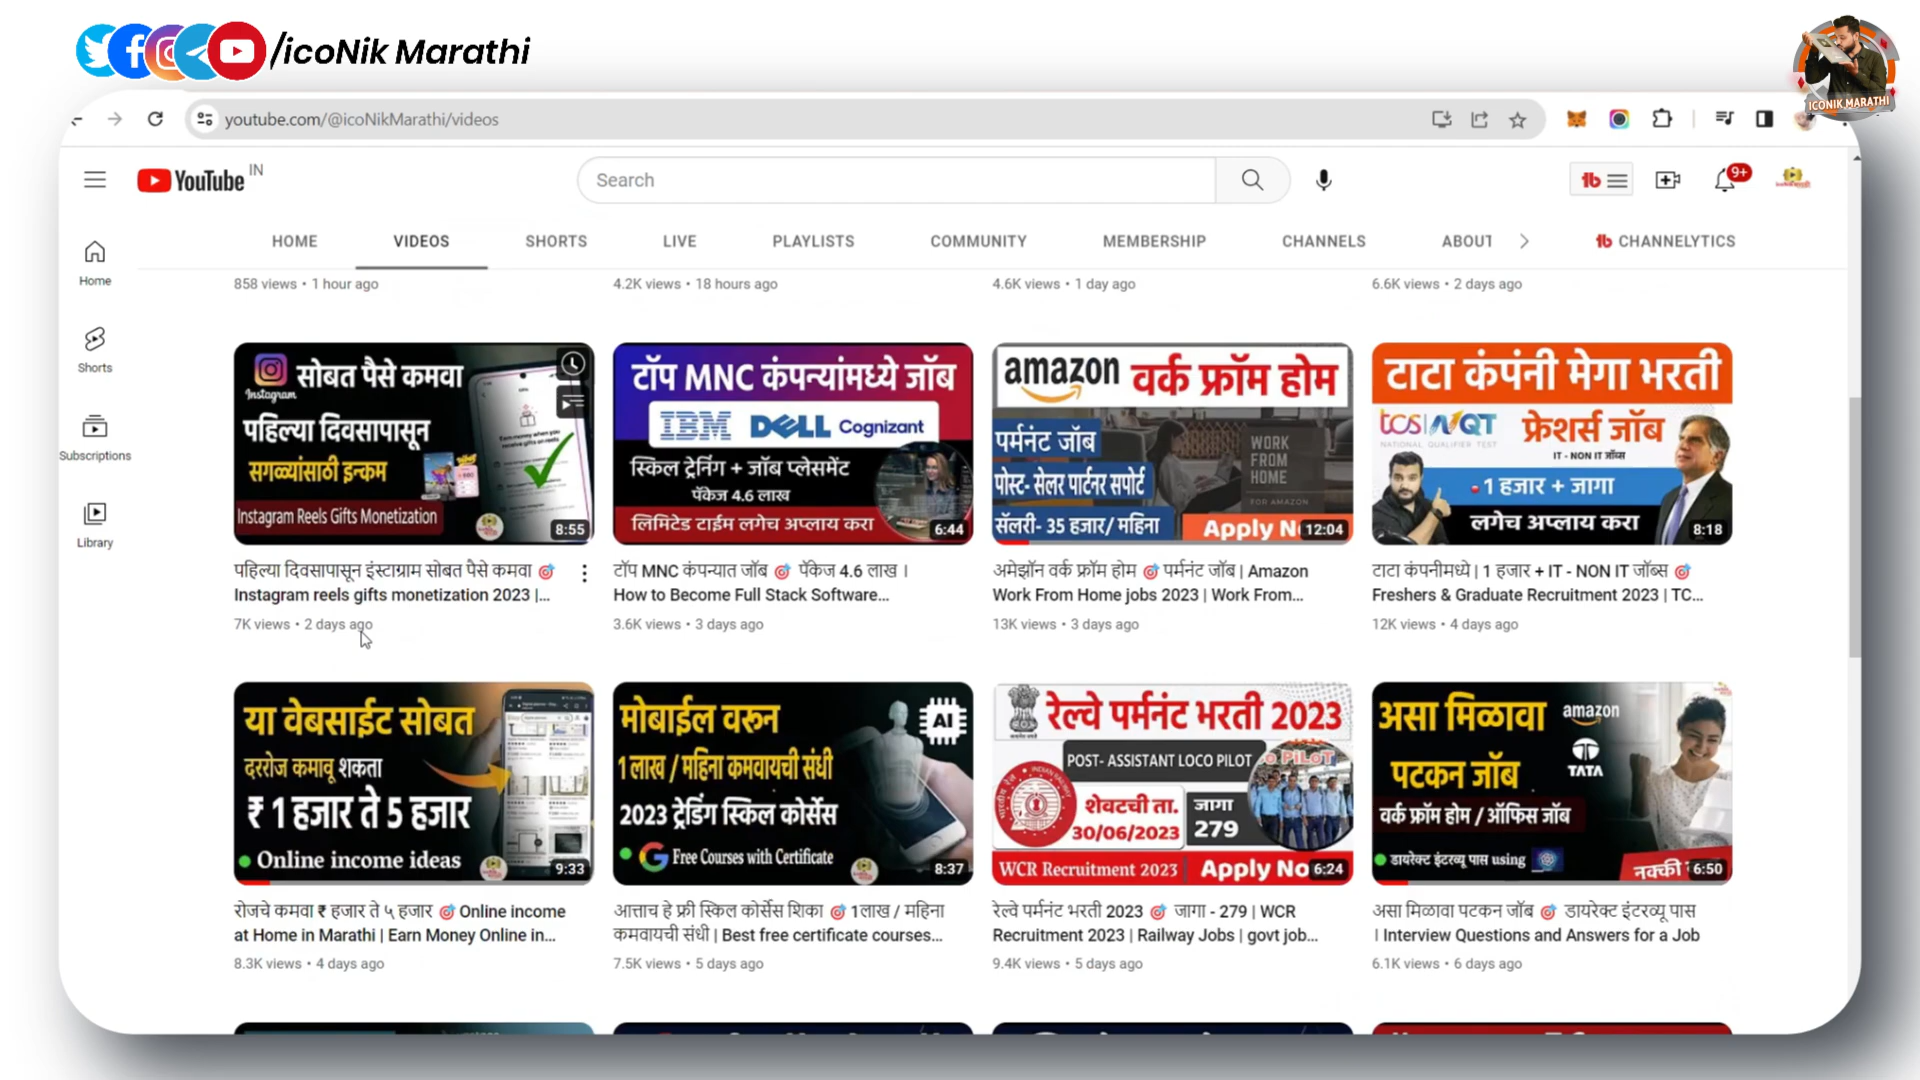 /icoNik Marathi
ICONIK MARATHI
youtube.com/@icoNikMarathi/videos
YouTube IN
Search
9+
HOME
VIDEOS
SHORTS
LIVE
PLAYLISTS
COMMUNITY
MEMBERSHIP
CHANNELS
ABOUT
CHANNELYTICS
Home
Shorts
Subscriptions
Library
858 views • 1 hour ago
4.2K views • 18 hours ago
4.6K views • 1 day ago
6.6K views • 2 days ago
Instagram
सोबत पैसे कमवा
पहिल्या दिवसापासून
सगळ्यांसाठी इन्कम
Instagram Reels Gifts Monetization
8:55
टॉप MNC कंपन्यांमध्ये जॉब
IBM DELL Cognizant
स्किल ट्रेनिंग + जॉब प्लेसमेंट
पॅकेज 4.6 लाख
लिमिटेड टाईम लगेच अप्लाय करा
6:44
amazon वर्क फ्रॉम होम
पर्मनंट जॉब
पोस्ट- सेलर पार्टनर सपोर्ट
सॅलरी- 35 हजार/ महिना
WORK
FROM
HOME
FOR AMAZON
Apply N
12:04
टाटा कंपनी मेगा भरती
TCS NQT
NATIONAL QUALIFIER TEST
फ्रेशर्स जॉब
IT - NON IT जॉब्स
1 हजार + जागा
लगेच अप्लाय करा
8:18
पहिल्या दिवसापासून इंस्टाग्राम सोबत पैसे कमवा 🎯
Instagram reels gifts monetization 2023 |...
7K views • 2 days ago
टॉप MNC कंपन्यात जॉब 🎯 पॅकेज 4.6 लाख ।
How to Become Full Stack Software...
3.6K views • 3 days ago
अमेझॉन वर्क फ्रॉम होम 🎯 पर्मनंट जॉब | Amazon
Work From Home jobs 2023 | Work From...
13K views • 3 days ago
टाटा कंपनीमध्ये | 1 हजार + IT - NON IT जॉब्स 🎯
Freshers & Graduate Recruitment 2023 | TC...
12K views • 4 days ago
या वेबसाईट सोबत
दररोज कमावू शकता
₹ 1 हजार ते 5 हजार
Online income ideas
9:33
मोबाईल वरून
1 लाख / महिना कमवायची संधी
2023 ट्रेडिंग स्किल कोर्सेस
Free Courses with Certificate
AI
8:37
रेल्वे पर्मनंट भरती 2023
POST- ASSISTANT LOCO PILOT
O PILOT
शेवटची ता.
30/06/2023
जागा
279
WCR Recruitment 2023
Apply No
6:24
असा मिळावा
पटकन जॉब
amazon
TATA
वर्क फ्रॉम होम / ऑफिस जॉब
डायरेक्ट इंटरव्यू पास using
नक्की
6:50
रोजचे कमवा ₹ हजार ते ५ हजार 🎯 Online income
at Home in Marathi | Earn Money Online in...
8.3K views • 4 days ago
आत्ताच हे फ्री स्किल कोर्सेस शिका 🎯 1लाख / महिना
कमवायची संधी | Best free certificate courses...
7.5K views • 5 days ago
रेल्वे पर्मनंट भरती 2023 🎯 जागा - 279 | WCR
Recruitment 2023 | Railway Jobs | govt job...
9.4K views • 5 days ago
असा मिळावा पटकन जॉब 🎯 डायरेक्ट इंटरव्यू पास
। Interview Questions and Answers for a Job
6.1K views • 6 days ago